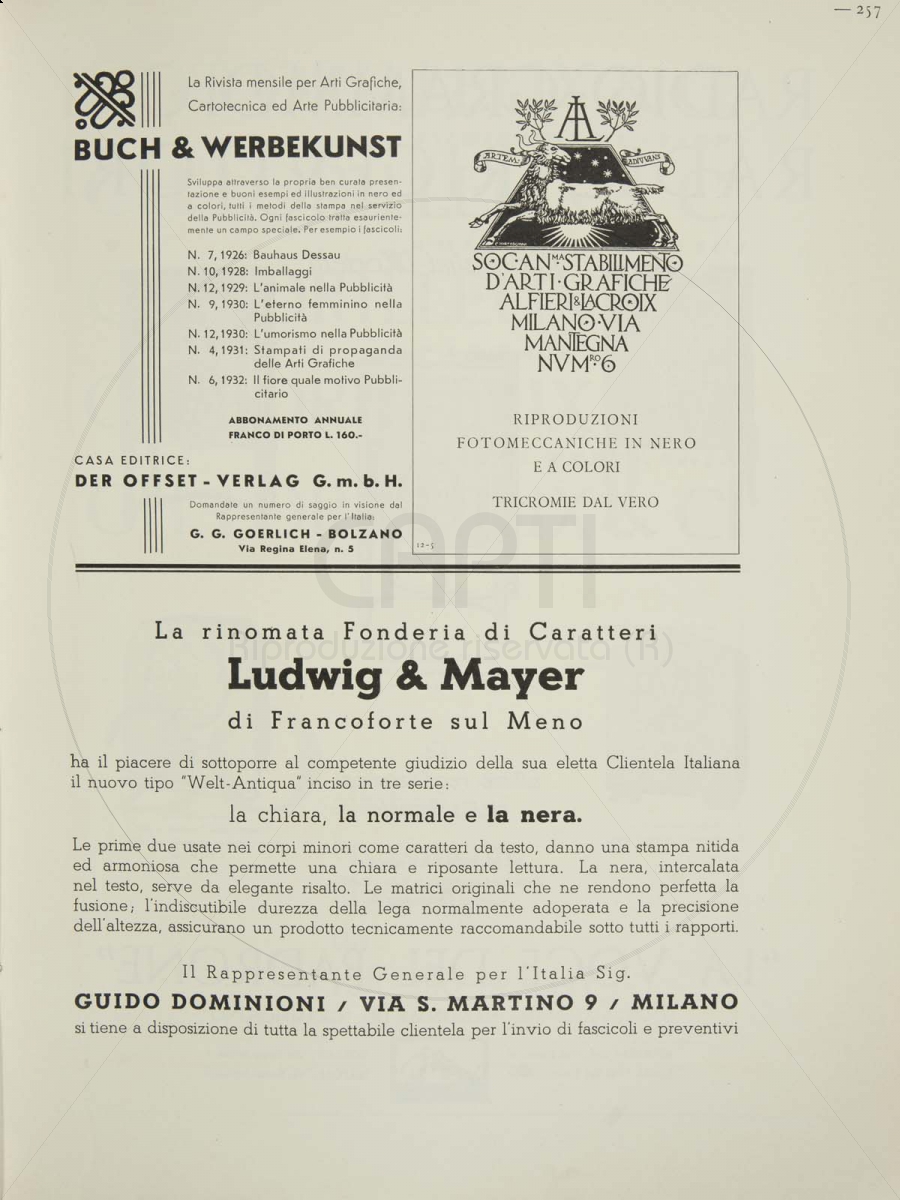 — 257
La Rivista mensile per Arti Grafiche,
Cartotecnica ed Arte Pubblicitaria:
BUCH & WERBEKUNST
Sviluppa attraverso la propria ben curata presen-
tazione e buoni esempi ed illustrazioni in nero ed
a colori, tutti i metodi della stampa nel servizio
della Pubblicità. Ogni fascicolo tratta esauriente-
mente un campo speciale. Per esempio i fascicoli:
N. 7, 1926: Bauhaus Dessau
N. 10, 1928: Imballaggi
N. 12, 1929: L'animale nella Pubblicità
N. 9, 1930: L'eterno femminino nella
Pubblicità
N. 12, 1930: L'umorismo nella Pubblicità
N. 4, 1931: Stampati di propaganda
delle Arti Grafiche
N. 6, 1932: Il fiore quale motivo Pubbli-
citario
ABBONAMENTO ANNUALE
FRANCO DI PORTO L. 160.-
CASA EDITRICE:
DER OFFSET - VERLAG G. m. b. H.
Domandate un numero di saggio in visione dal
Rappresentante generale per l'Italia:
G. G. GOERLICH - BOLZANO
Via Regina Elena, n. 5
ARTEM ADIVVANS
SOC·AN.MA STABILIMENTO
D'ARTI·GRAFICHE
ALFIERI&LACROIX
MILANO·VIA
MANTEGNA
NVM.RO 6
RIPRODUZIONI
FOTOMECCANICHE IN NERO
E A COLORI
TRICROMIE DAL VERO
12-5
CAPTI
Riproduzione riservata (R)
La rinomata Fonderia di Caratteri
Ludwig & Mayer
di Francoforte sul Meno
ha il piacere di sottoporre al competente giudizio della sua eletta Clientela Italiana
il nuovo tipo "Welt-Antiqua" inciso in tre serie:
la chiara, la normale e la nera.
Le prime due usate nei corpi minori come caratteri da testo, danno una stampa nitida
ed armoniosa che permette una chiara e riposante lettura. La nera, intercalata
nel testo, serve da elegante risalto. Le matrici originali che ne rendono perfetta la
fusione; l'indiscutibile durezza della lega normalmente adoperata e la precisione
dell'altezza, assicurano un prodotto tecnicamente raccomandabile sotto tutti i rapporti.
Il Rappresentante Generale per l'Italia Sig.
GUIDO DOMINIONI / VIA S. MARTINO 9 / MILANO
si tiene a disposizione di tutta la spettabile clientela per l'invio di fascicoli e preventivi